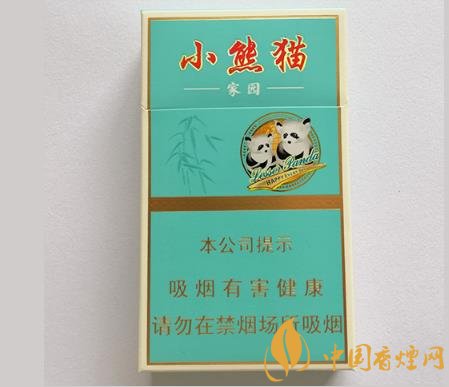 小熊猫
家园
Lesser Panda
本公司提示
吸烟有害健康
请勿在禁烟场所吸烟
中国香烟网